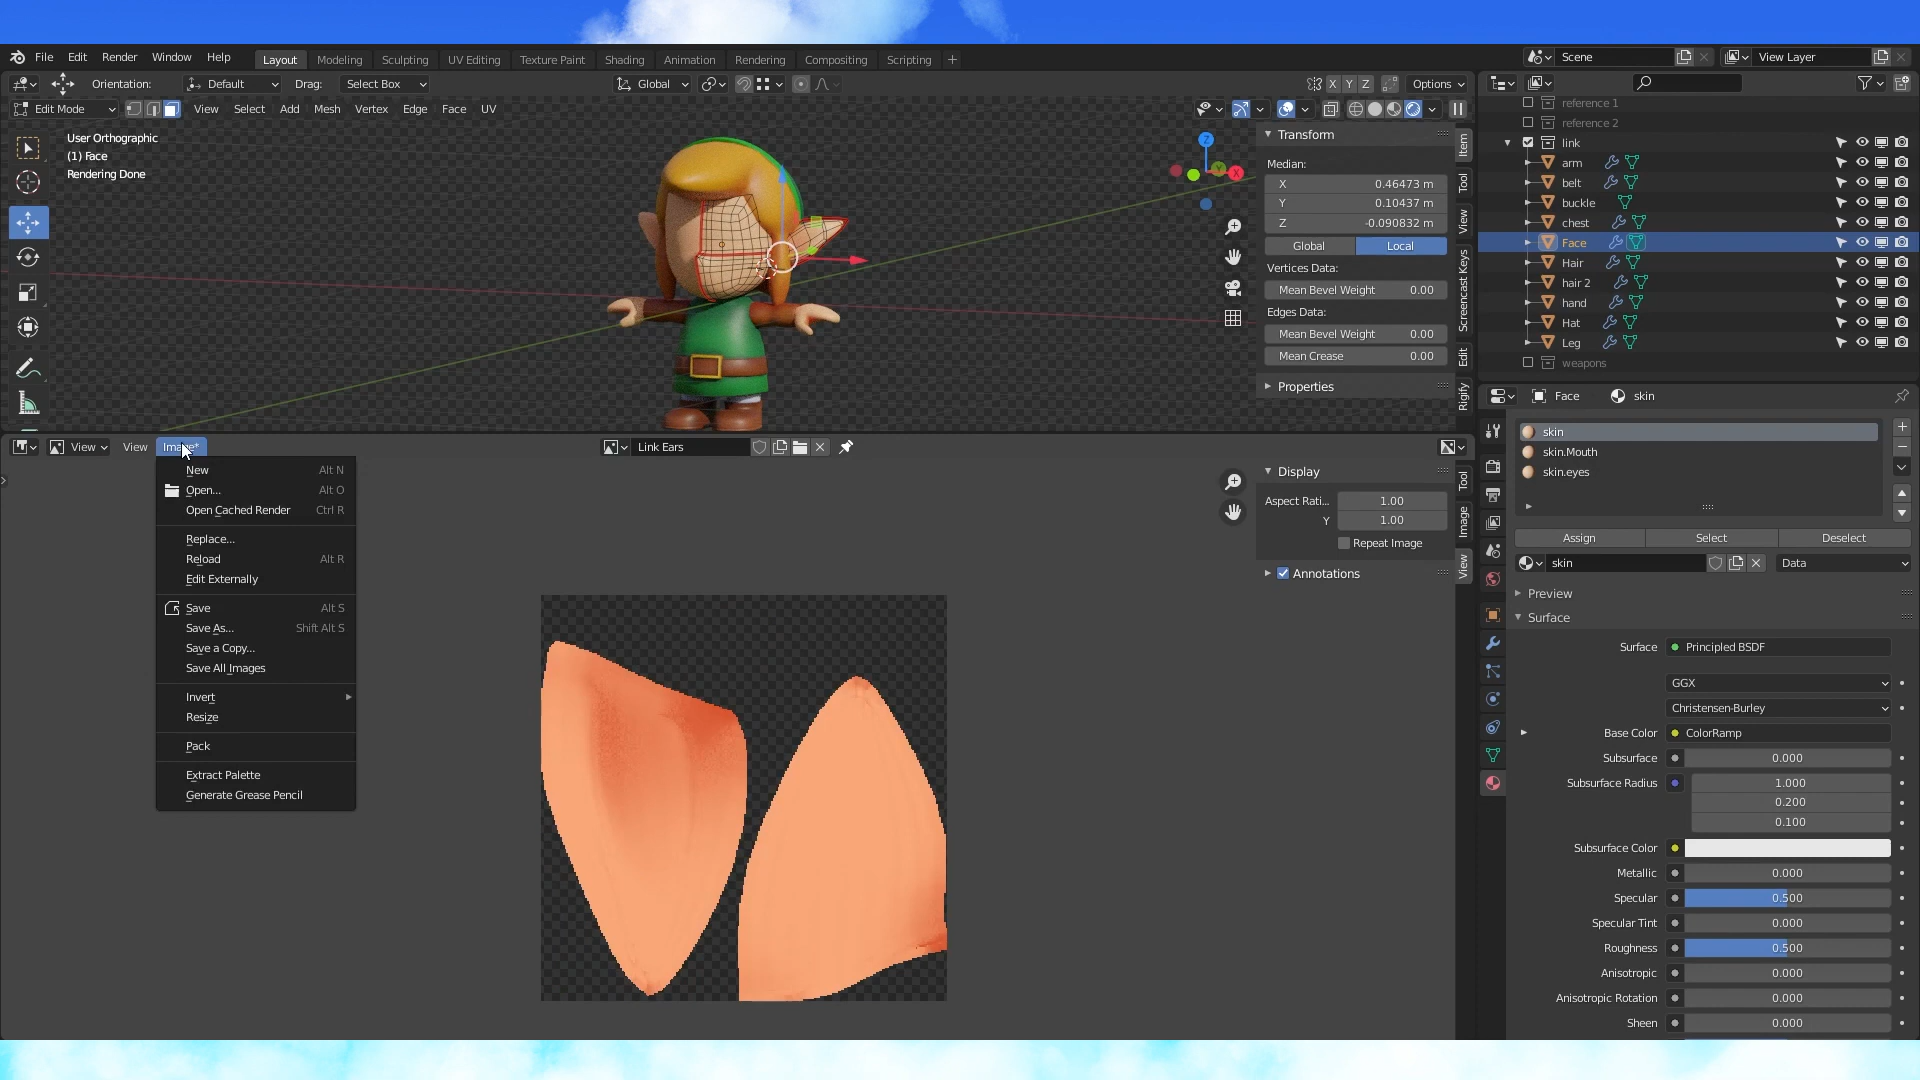 File Edit Render Window Help Layout Modeling Sculpting UV Editing Texture Paint Shading Animation Rendering Compositing Scripting + Scene View Layer
Orientation: Default Drag: Select Box Global X Y Z Options
Edit Mode View Select Add Mesh Vertex Edge Face UV
User Orthographic
(1) Face
Rendering Done
Z
Y
X
Transform
Median:
X 0.46473 m
Y 0.10437 m
Z -0.090832 m
Global Local
Vertices Data:
Mean Bevel Weight 0.00
Edges Data:
Mean Bevel Weight 0.00
Mean Crease 0.00
Properties
Item
Tool
View
Screencast Keys
Edit
Rigify
reference 1
reference 2
link
arm
belt
buckle
chest
Face
Hair
hair 2
hand
Hat
Leg
weapons
View View Image* Link Ears
New Alt N
Open... Alt O
Open Cached Render Ctrl R
Replace...
Reload Alt R
Edit Externally
Save Alt S
Save As... Shift Alt S
Save a Copy...
Save All Images
Invert
Resize
Pack
Extract Palette
Generate Grease Pencil
Display
Aspect Rati... 1.00
Y 1.00
Repeat Image
Annotations
Tool
Image
View
Face skin
skin
skin.Mouth
skin.eyes
Assign Select Deselect
skin Data
Preview
Surface
Surface Principled BSDF
GGX
Christensen-Burley
Base Color ColorRamp
Subsurface 0.000
Subsurface Radius 1.000
0.200
0.100
Subsurface Color
Metallic 0.000
Specular 0.500
Specular Tint 0.000
Roughness 0.500
Anisotropic 0.000
Anisotropic Rotation 0.000
Sheen 0.000